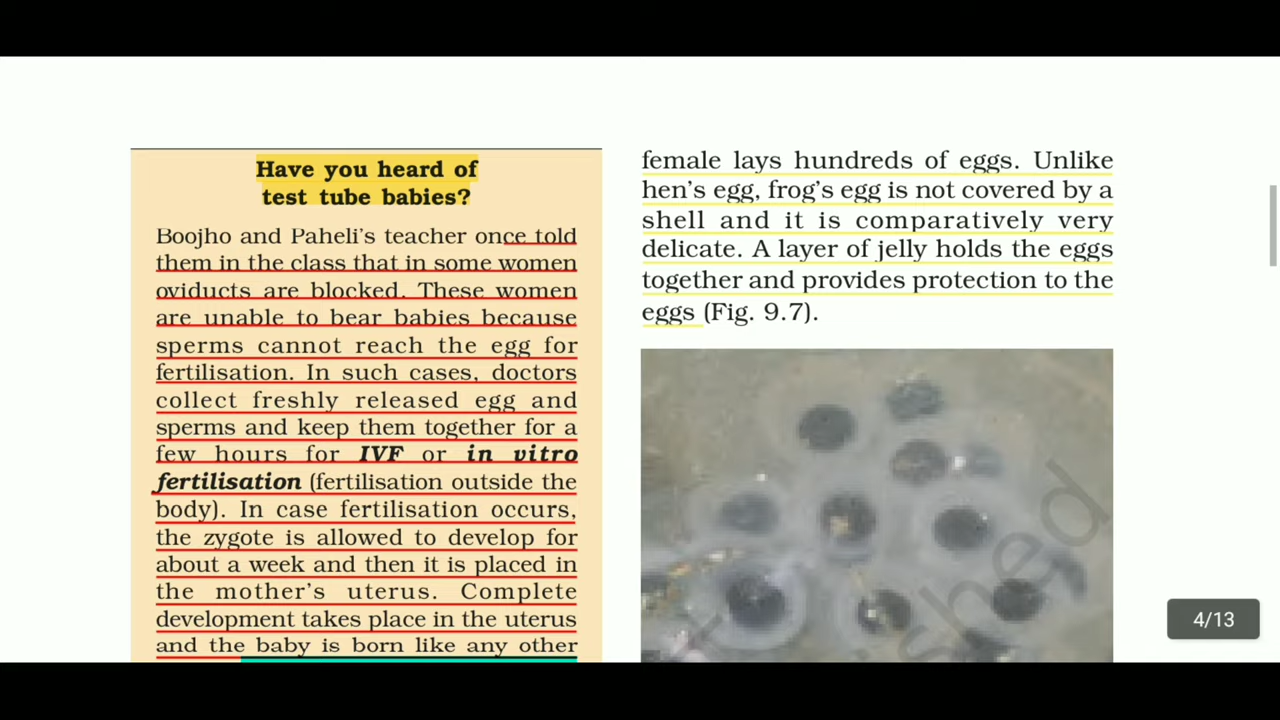 Have you heard of
test tube babies?
Boojho and Paheli's teacher once told
them in the class that in some women
oviducts are blocked. These women
are unable to bear babies because
sperms cannot reach the egg for
fertilisation. In such cases, doctors
collect freshly released egg and
sperms and keep them together for a
few hours for IVF or in vitro
fertilisation (fertilisation outside the
body). In case fertilisation occurs,
the zygote is allowed to develop for
about a week and then it is placed in
the mother's uterus. Complete
development takes place in the uterus
and the baby is born like any other
female lays hundreds of eggs. Unlike
hen's egg, frog's egg is not covered by a
shell and it is comparatively very
delicate. A layer of jelly holds the eggs
together and provides protection to the
eggs (Fig. 9.7).
4/13